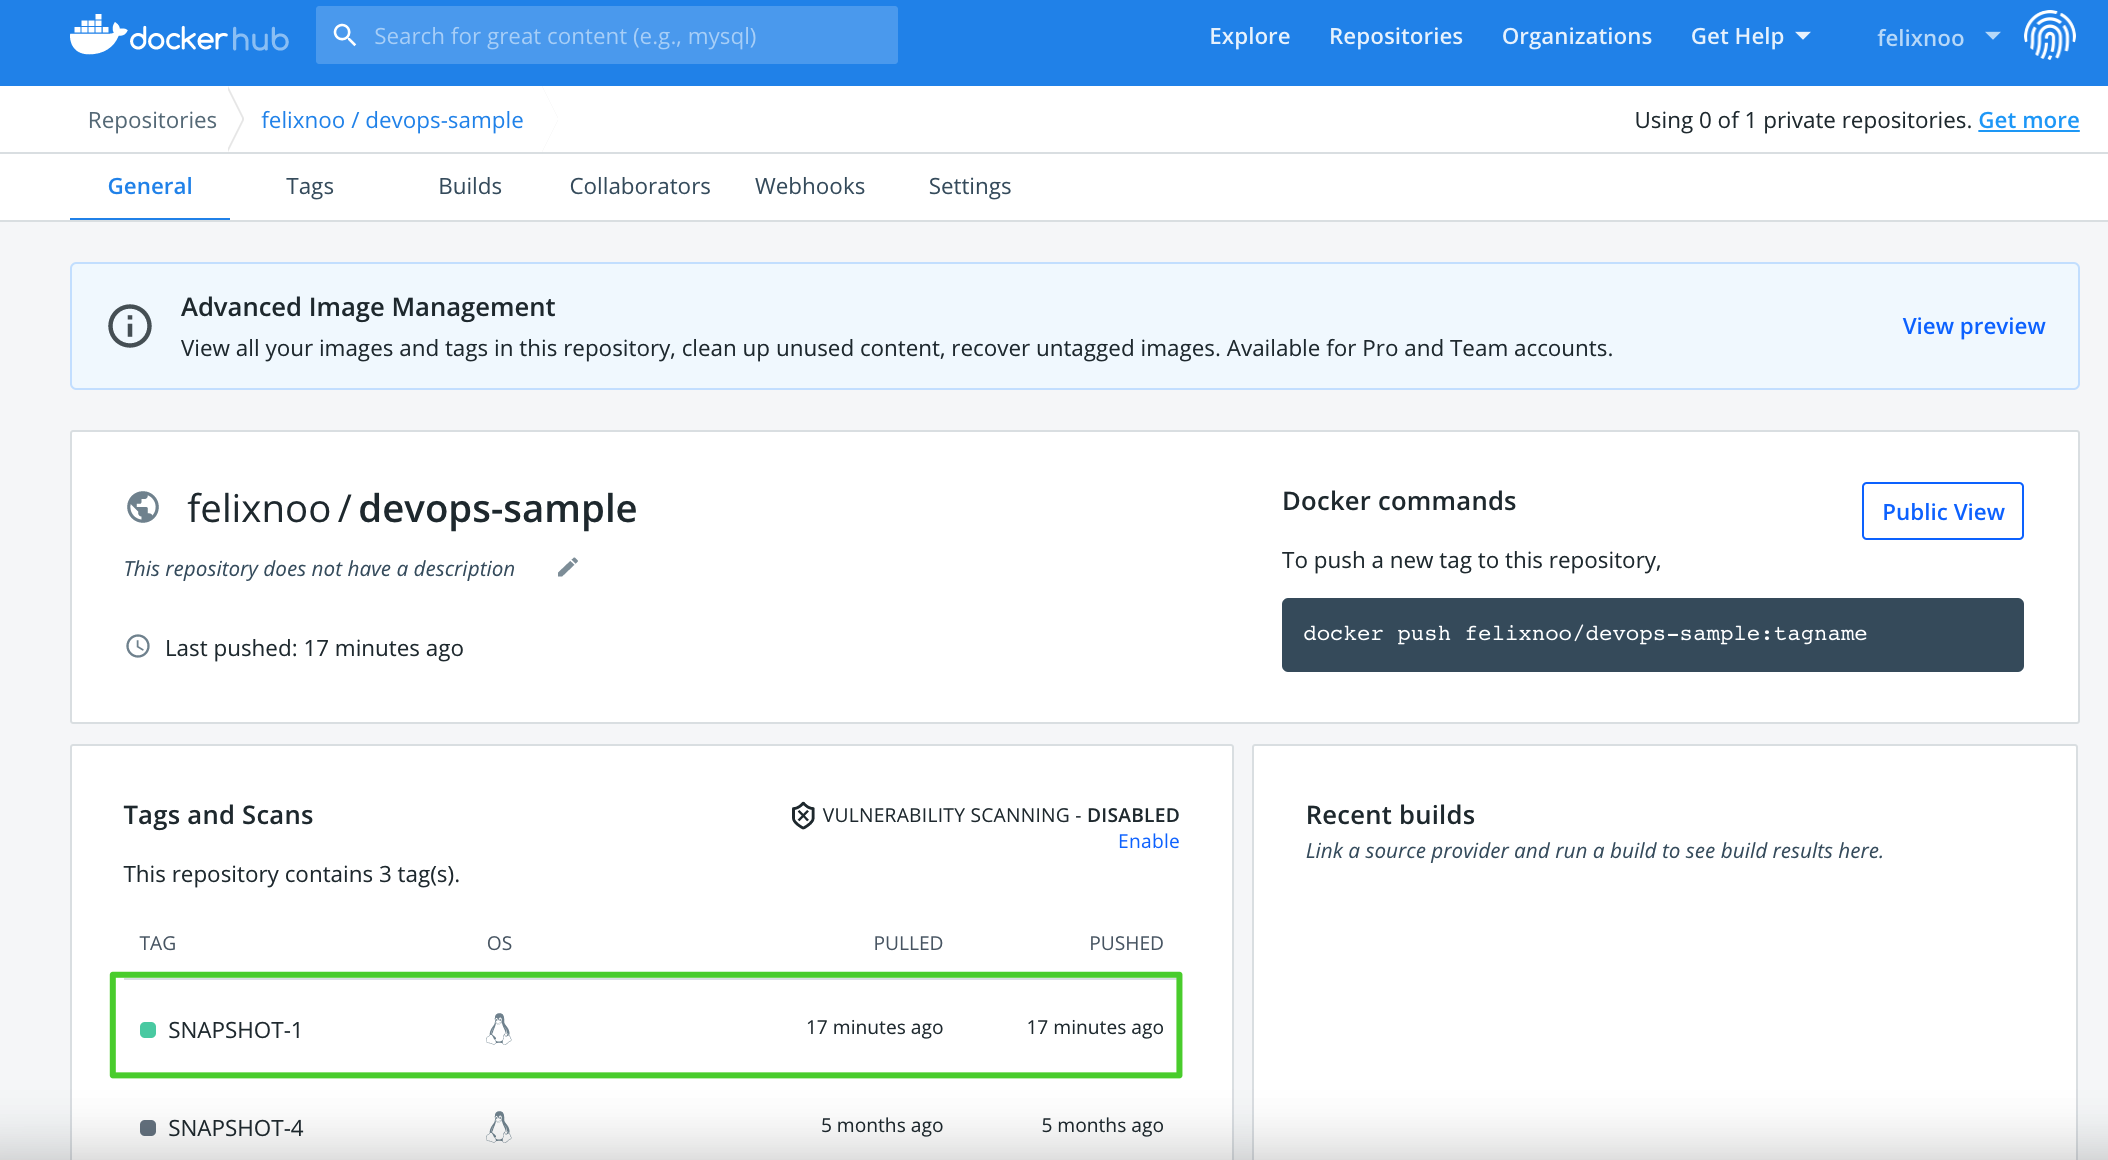 docker hub
Search for great content (e.g., mysql)
Explore
Repositories
Organizations
Get Help
felixnoo
Repositories
felixnoo / devops-sample
Using 0 of 1 private repositories. Get more
General
Tags
Builds
Collaborators
Webhooks
Settings
Advanced Image Management
View all your images and tags in this repository, clean up unused content, recover untagged images. Available for Pro and Team accounts.
View preview
felixnoo / devops-sample
This repository does not have a description
Last pushed: 17 minutes ago
Docker commands
Public View
To push a new tag to this repository,
docker push felixnoo/devops-sample:tagname
Tags and Scans
VULNERABILITY SCANNING - DISABLED
Enable
This repository contains 3 tag(s).
TAG OS PULLED PUSHED
SNAPSHOT-1 17 minutes ago 17 minutes ago
SNAPSHOT-4 5 months ago 5 months ago
Recent builds
Link a source provider and run a build to see build results here.